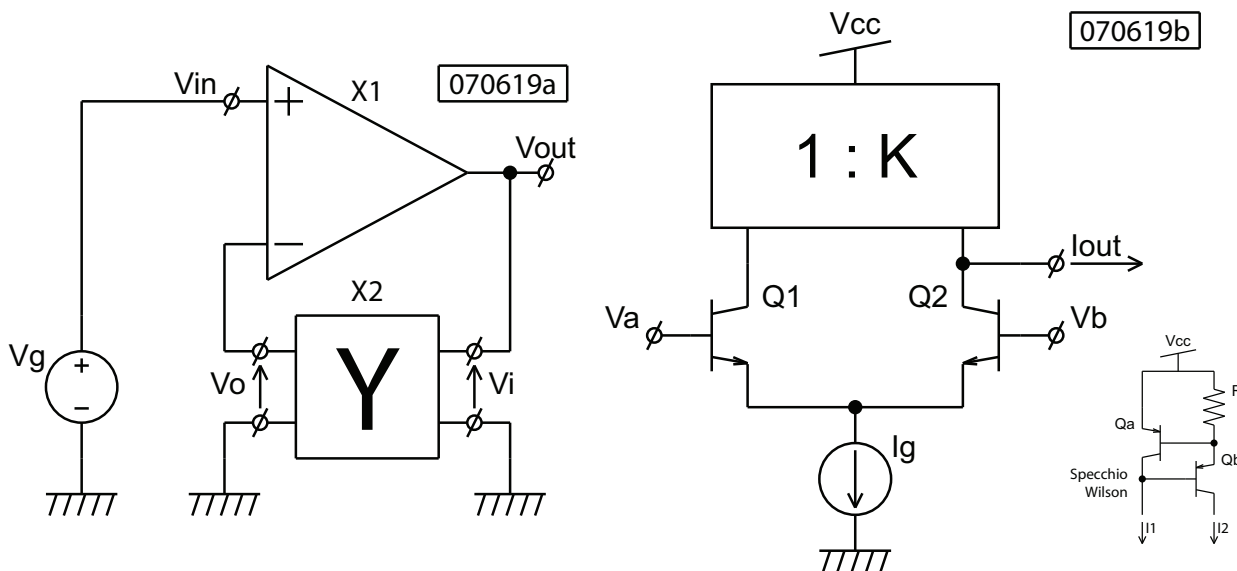 070619a
Vin
X1
+
−
Vout
X2
Vg
+
−
Vo
Y
Vi
070619b
Vcc
1 : K
Iout
Q1
Q2
Va
Vb
Ig
Vcc
R
Qa
Qb
Specchio
Wilson
I1
I2